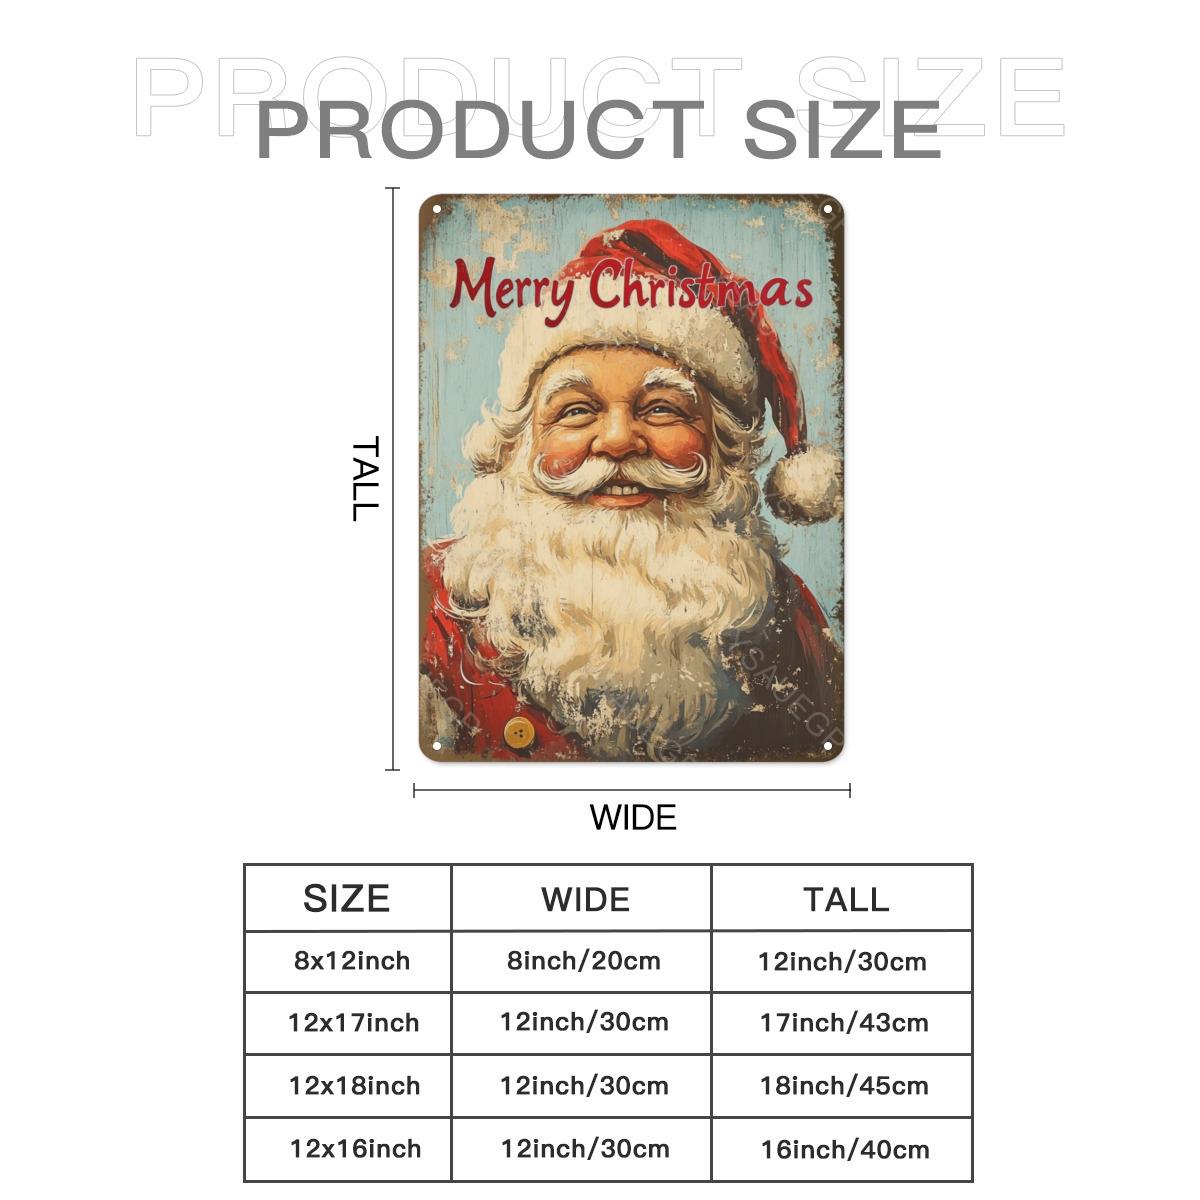 PRODUCT SIZE
PRODUCT SIZE
Merry Christmas
TALL
XSAUEGR
WIDE
SIZE WIDE TALL
8x12inch 8inch/20cm 12inch/30cm
12x17inch 12inch/30cm 17inch/43cm
12x18inch 12inch/30cm 18inch/45cm
12x16inch 12inch/30cm 16inch/40cm